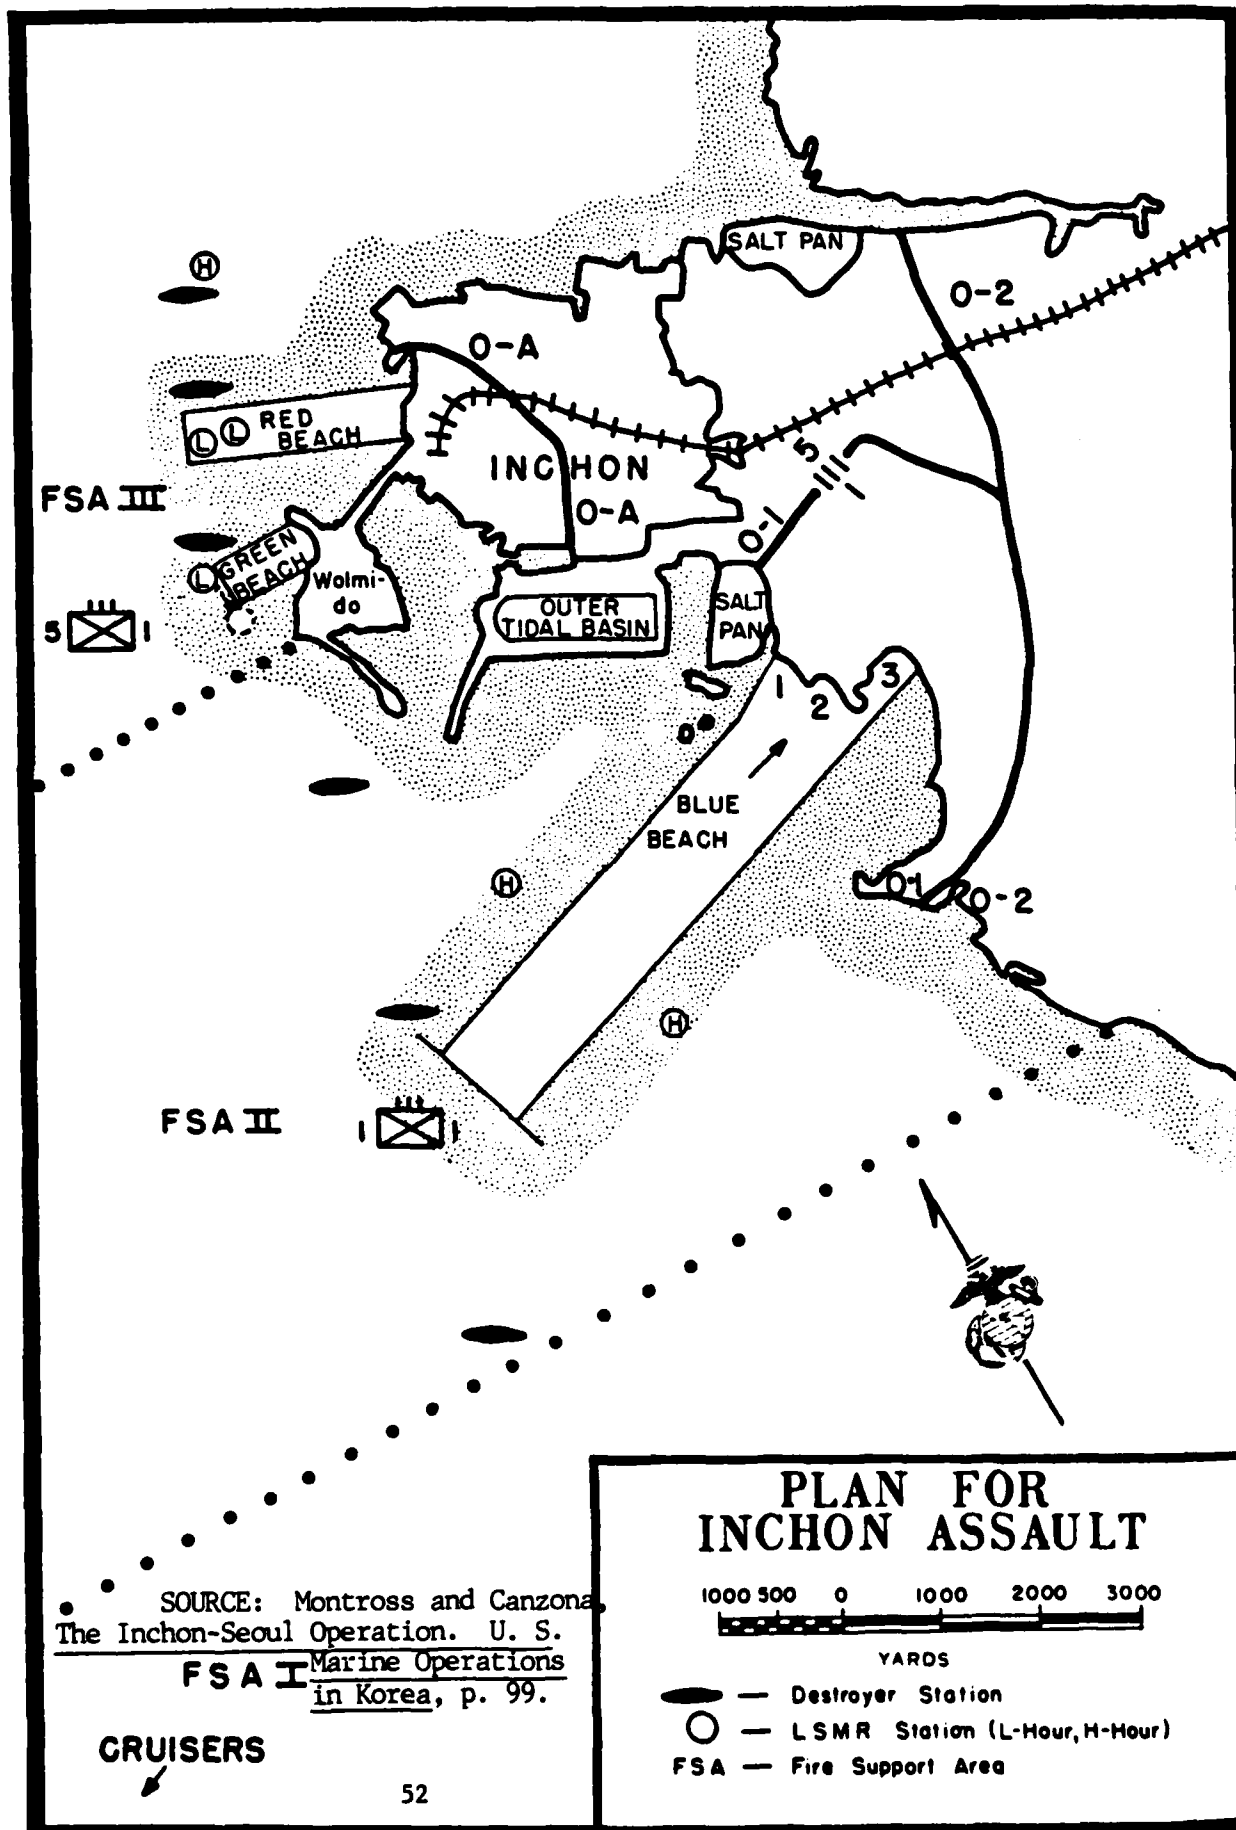 SALT PAN
H
O-2
O-A
RED
BEACH
L
L
INCHON
5
FSA III
O-A
O-1
GREEN
BEACH
L
Wolmi-
do
OUTER
TIDAL BASIN
SALT
PAN
5
1
1
2
3
BLUE
BEACH
H
O-1
O-2
H
FSA II
1
1
PLAN FOR
INCHON ASSAULT
1000 500 0 1000 2000 3000
YARDS
— Destroyer Station
— LSMR Station (L-Hour, H-Hour)
FSA — Fire Support Area
SOURCE: Montross and Canzona,
The Inchon-Seoul Operation. U. S.
Marine Operations
in Korea, p. 99.
FSA I
CRUISERS
52